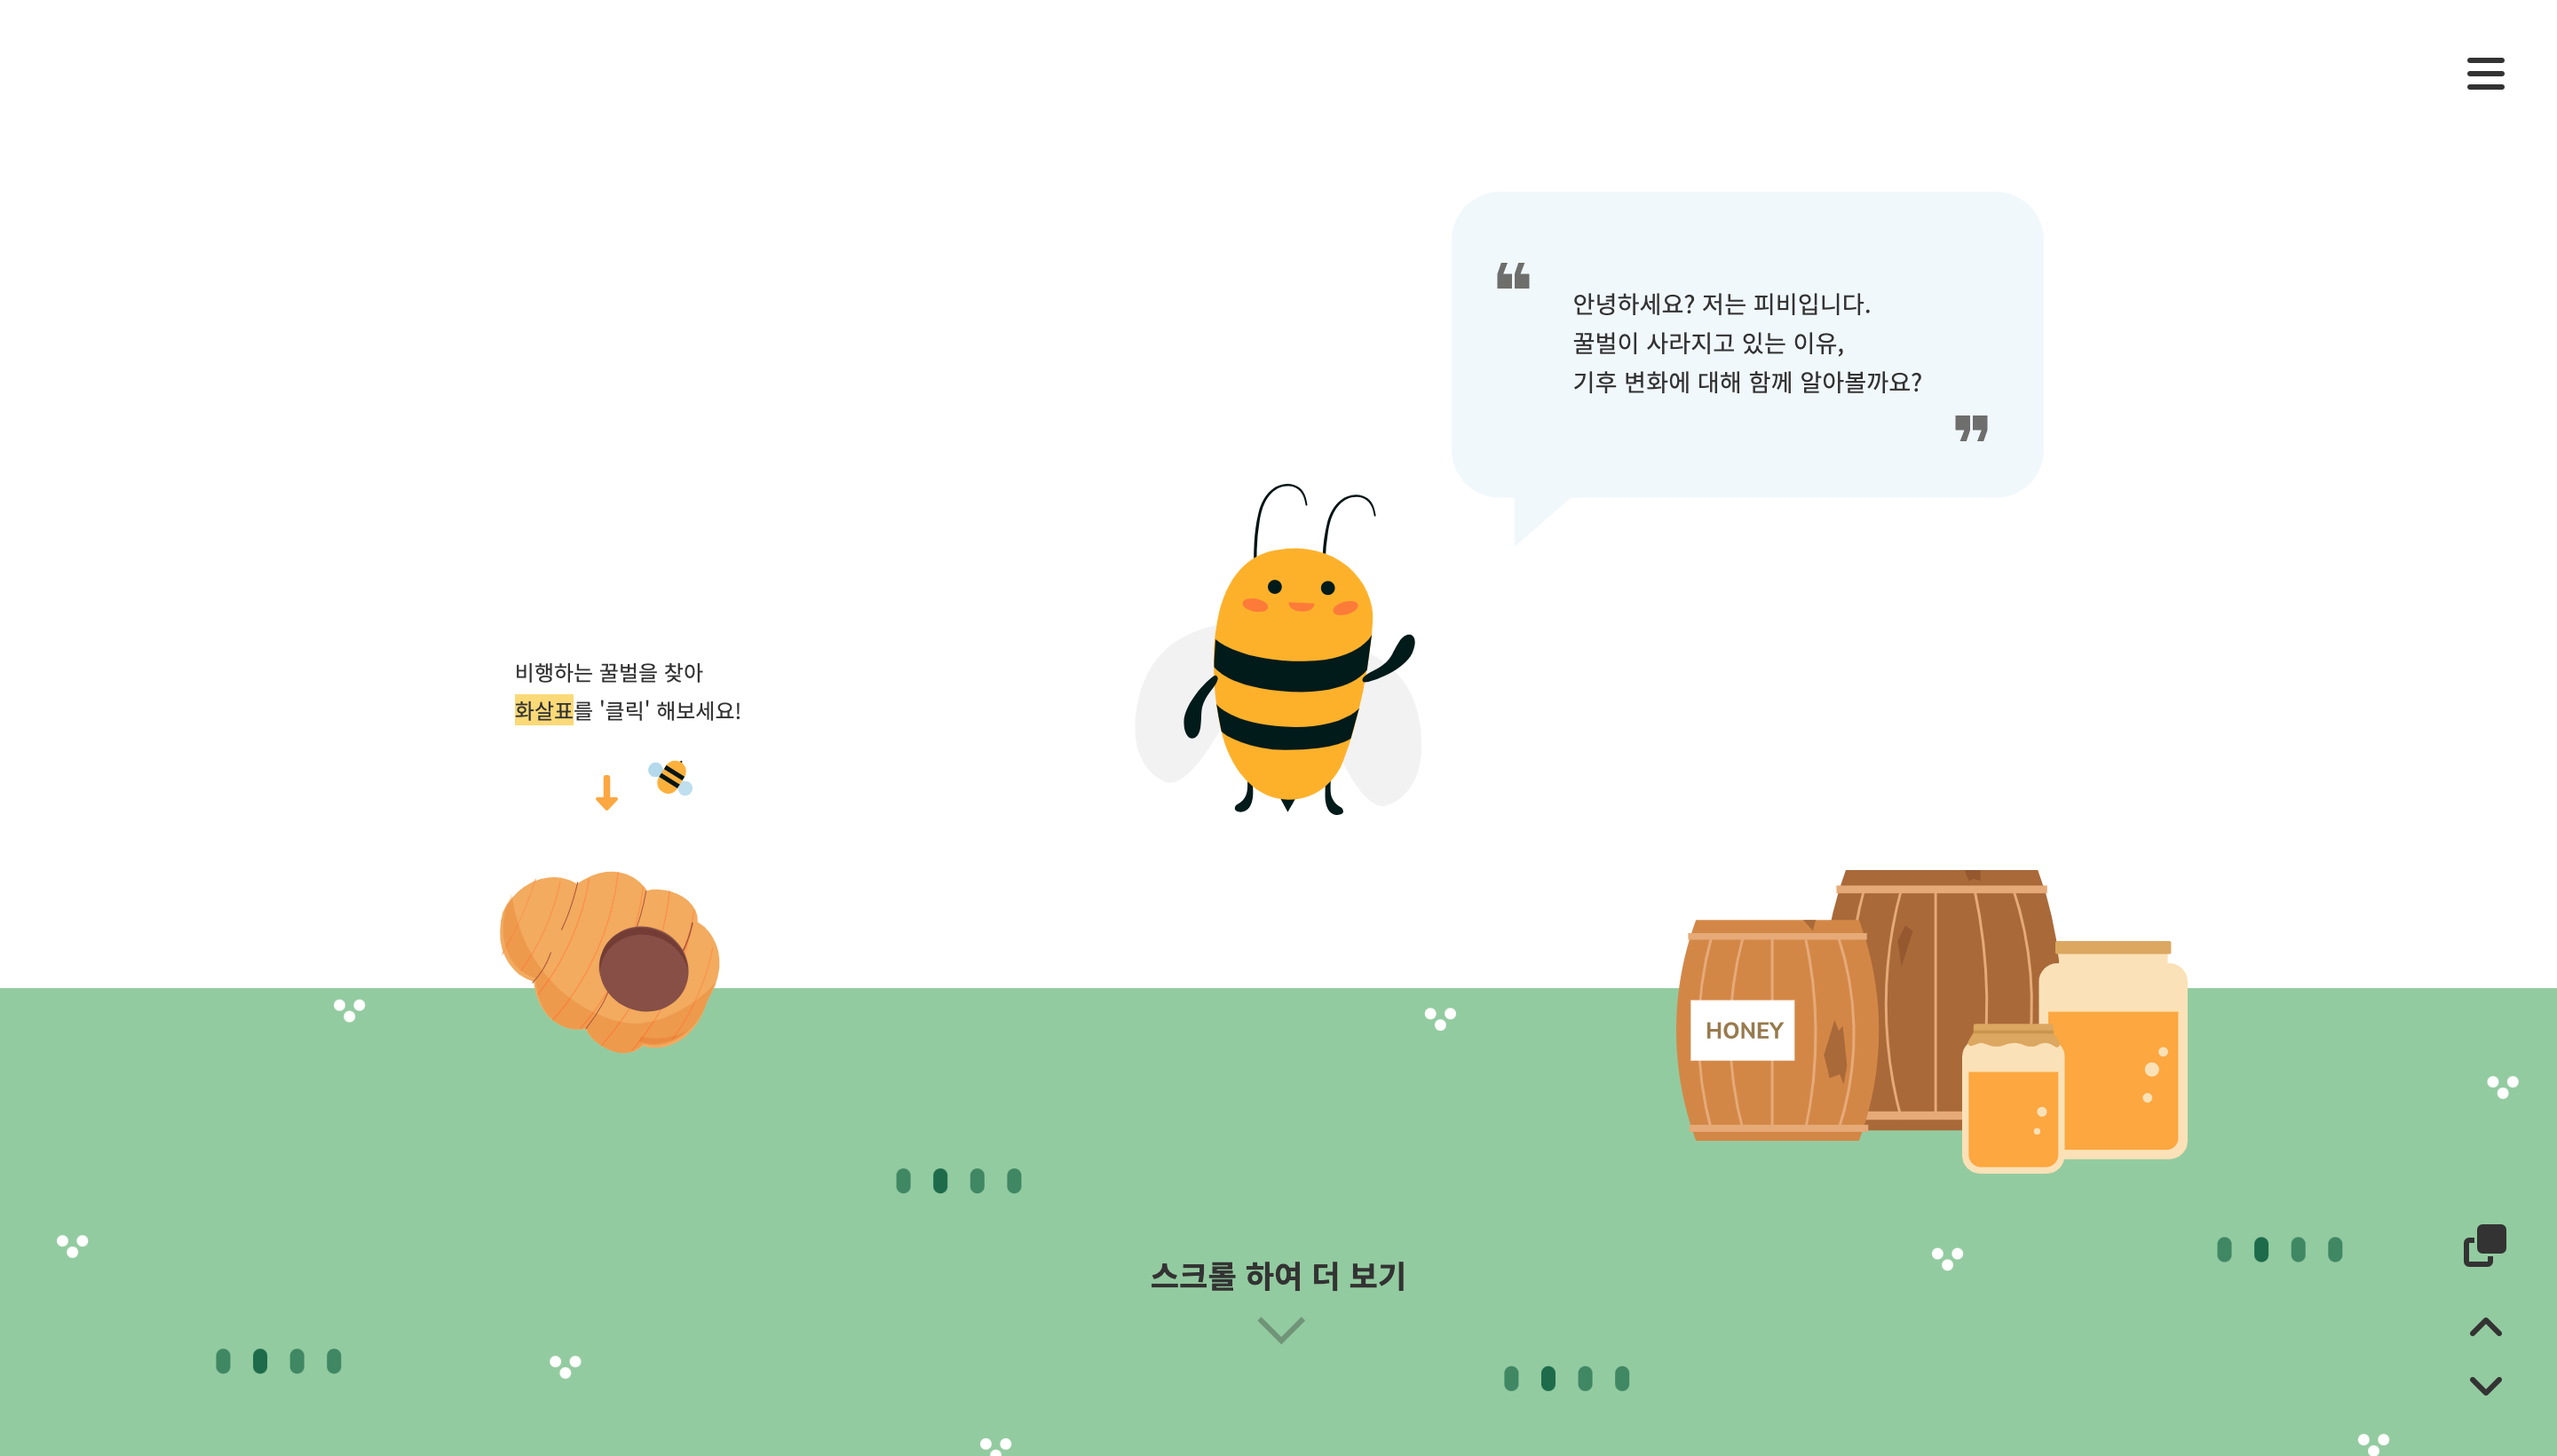 안녕하세요? 저는 피비입니다.
꿀벌이 사라지고 있는 이유,
기후 변화에 대해 함께 알아볼까요?
비행하는 꿀벌을 찾아
화살표를 '클릭' 해보세요!
HONEY
스크롤 하여 더 보기